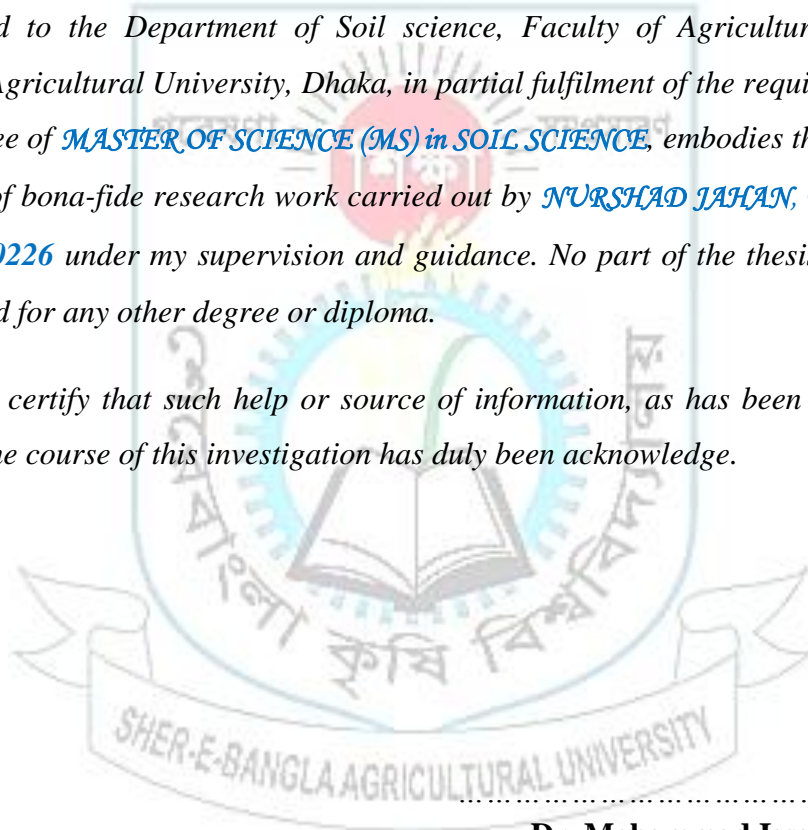 d to the Department of Soil science, Faculty of Agricultur
Agricultural University, Dhaka, in partial fulfilment of the requi
ee of MASTER OF SCIENCE (MS) in SOIL SCIENCE, embodies th
of bona-fide research work carried out by NURSHAD JAHAN,
0226 under my supervision and guidance. No part of the thesi
d for any other degree or diploma.
certify that such help or source of information, as has been
he course of this investigation has duly been acknowledge.
শেরেবাংলা কৃষি বিশ্ববিদ্যালয়
SHER-E-BANGLA AGRICULTURAL UNIVERSITY